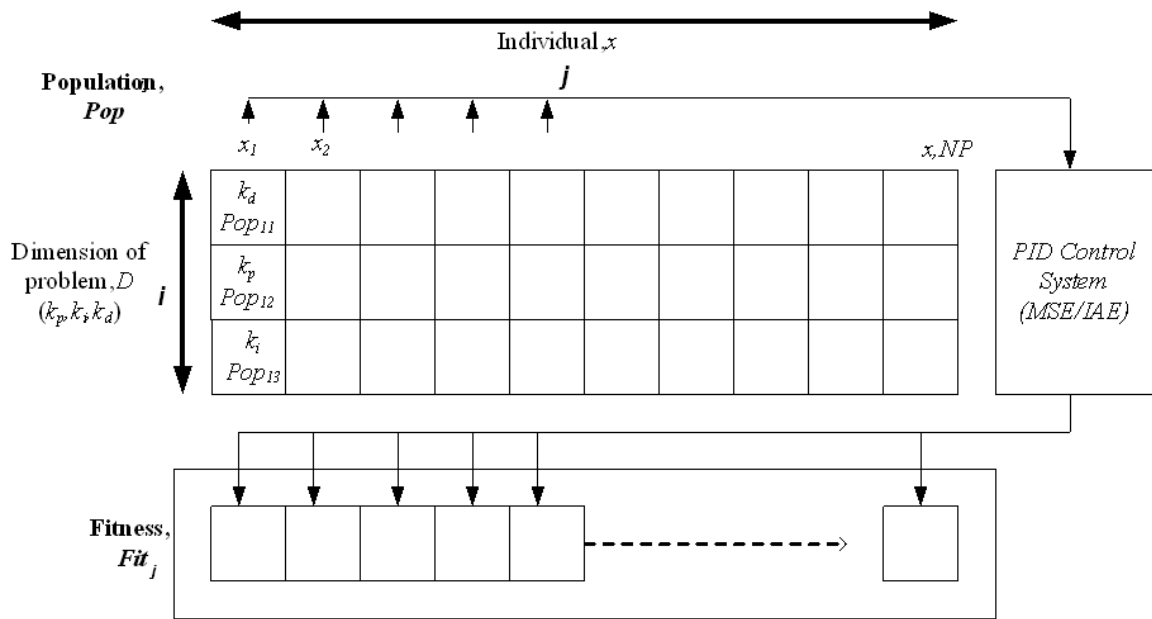 Individual,x
j
Population,
Pop
x1
x2
x,NP
kd
Pop11
kp
Pop12
ki
Pop13
Dimension of
problem,D
(kp,ki,kd)
i
PID Control
System
(MSE/IAE)
Fitness,
Fit j